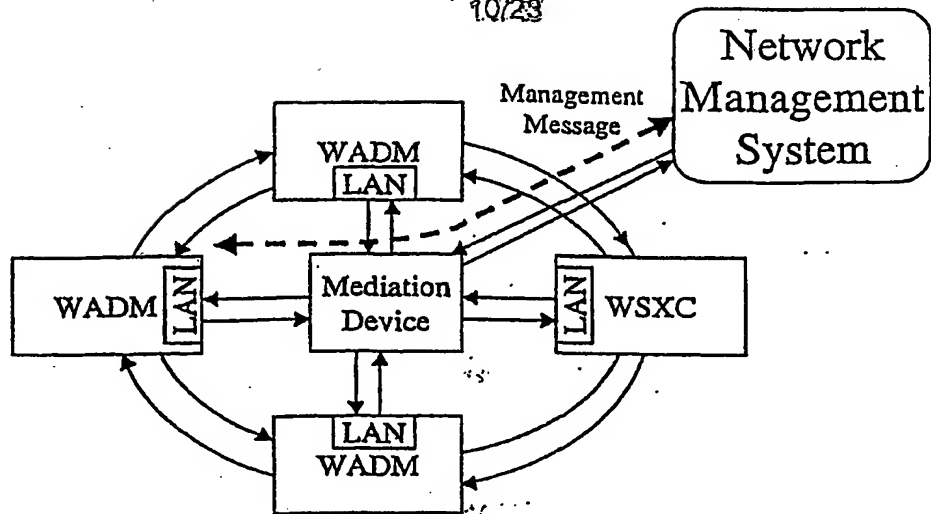 10/23
Network
Management
System
Management
Message
WADM
LAN
WADM
LAN
Mediation
Device
LAN
WSXC
LAN
WADM